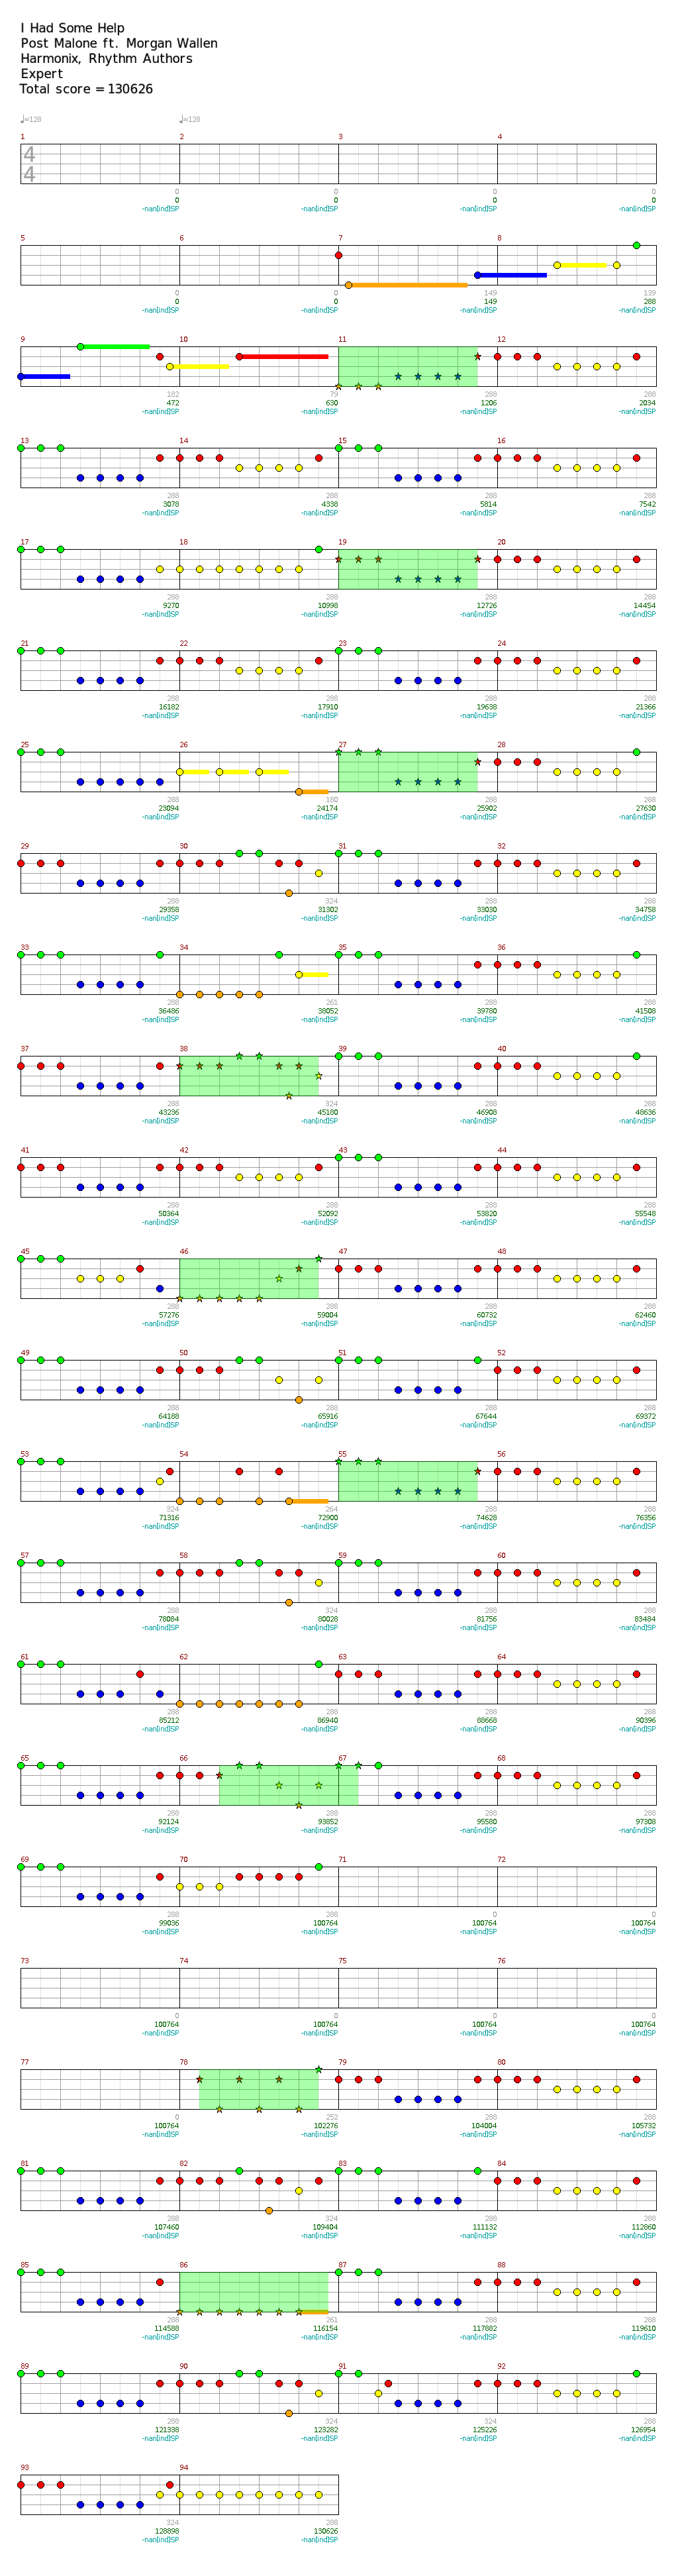 I Had Some Help
Post Malone ft. Morgan Wallen
Harmonix, Rhythm Authors
Expert
Total score = 130626
♩=128 ♩=128
1 2 3 4
4
4
0 0 0 0
0 0 0 0
-nan[ind]SP -nan[ind]SP -nan[ind]SP -nan[ind]SP
5 6 7 8
0 0 149 139
0 0 149 288
-nan[ind]SP -nan[ind]SP -nan[ind]SP -nan[ind]SP
9 10 11 12
182 79 288 288
472 630 1206 2034
-nan[ind]SP -nan[ind]SP -nan[ind]SP -nan[ind]SP
13 14 15 16
288 288 288 288
3078 4338 5814 7542
-nan[ind]SP -nan[ind]SP -nan[ind]SP -nan[ind]SP
17 18 19 20
288 288 288 288
9270 10998 12726 14454
-nan[ind]SP -nan[ind]SP -nan[ind]SP -nan[ind]SP
21 22 23 24
288 288 288 288
16182 17910 19638 21366
-nan[ind]SP -nan[ind]SP -nan[ind]SP -nan[ind]SP
25 26 27 28
288 180 288 288
23094 24174 25902 27630
-nan[ind]SP -nan[ind]SP -nan[ind]SP -nan[ind]SP
29 30 31 32
288 324 288 288
29358 31302 33030 34758
-nan[ind]SP -nan[ind]SP -nan[ind]SP -nan[ind]SP
33 34 35 36
288 261 288 288
36486 38052 39780 41508
-nan[ind]SP -nan[ind]SP -nan[ind]SP -nan[ind]SP
37 38 39 40
288 324 288 288
43236 45180 46908 48636
-nan[ind]SP -nan[ind]SP -nan[ind]SP -nan[ind]SP
41 42 43 44
288 288 288 288
50364 52092 53820 55548
-nan[ind]SP -nan[ind]SP -nan[ind]SP -nan[ind]SP
45 46 47 48
288 288 288 288
57276 59004 60732 62460
-nan[ind]SP -nan[ind]SP -nan[ind]SP -nan[ind]SP
49 50 51 52
288 288 288 288
64188 65916 67644 69372
-nan[ind]SP -nan[ind]SP -nan[ind]SP -nan[ind]SP
53 54 55 56
324 264 288 288
71316 72900 74628 76356
-nan[ind]SP -nan[ind]SP -nan[ind]SP -nan[ind]SP
57 58 59 60
288 324 288 288
78084 80028 81756 83484
-nan[ind]SP -nan[ind]SP -nan[ind]SP -nan[ind]SP
61 62 63 64
288 288 288 288
85212 86940 88668 90396
-nan[ind]SP -nan[ind]SP -nan[ind]SP -nan[ind]SP
65 66 67 68
288 288 288 288
92124 93852 95580 97308
-nan[ind]SP -nan[ind]SP -nan[ind]SP -nan[ind]SP
69 70 71 72
288 288 0 0
99036 100764 100764 100764
-nan[ind]SP -nan[ind]SP -nan[ind]SP -nan[ind]SP
73 74 75 76
0 0 0 0
100764 100764 100764 100764
-nan[ind]SP -nan[ind]SP -nan[ind]SP -nan[ind]SP
77 78 79 80
0 252 288 288
100764 102276 104004 105732
-nan[ind]SP -nan[ind]SP -nan[ind]SP -nan[ind]SP
81 82 83 84
288 324 288 288
107460 109404 111132 112860
-nan[ind]SP -nan[ind]SP -nan[ind]SP -nan[ind]SP
85 86 87 88
288 261 288 288
114588 116154 117882 119610
-nan[ind]SP -nan[ind]SP -nan[ind]SP -nan[ind]SP
89 90 91 92
288 324 324 288
121338 123282 125226 126954
-nan[ind]SP -nan[ind]SP -nan[ind]SP -nan[ind]SP
93 94
324 288
128898 130626
-nan[ind]SP -nan[ind]SP